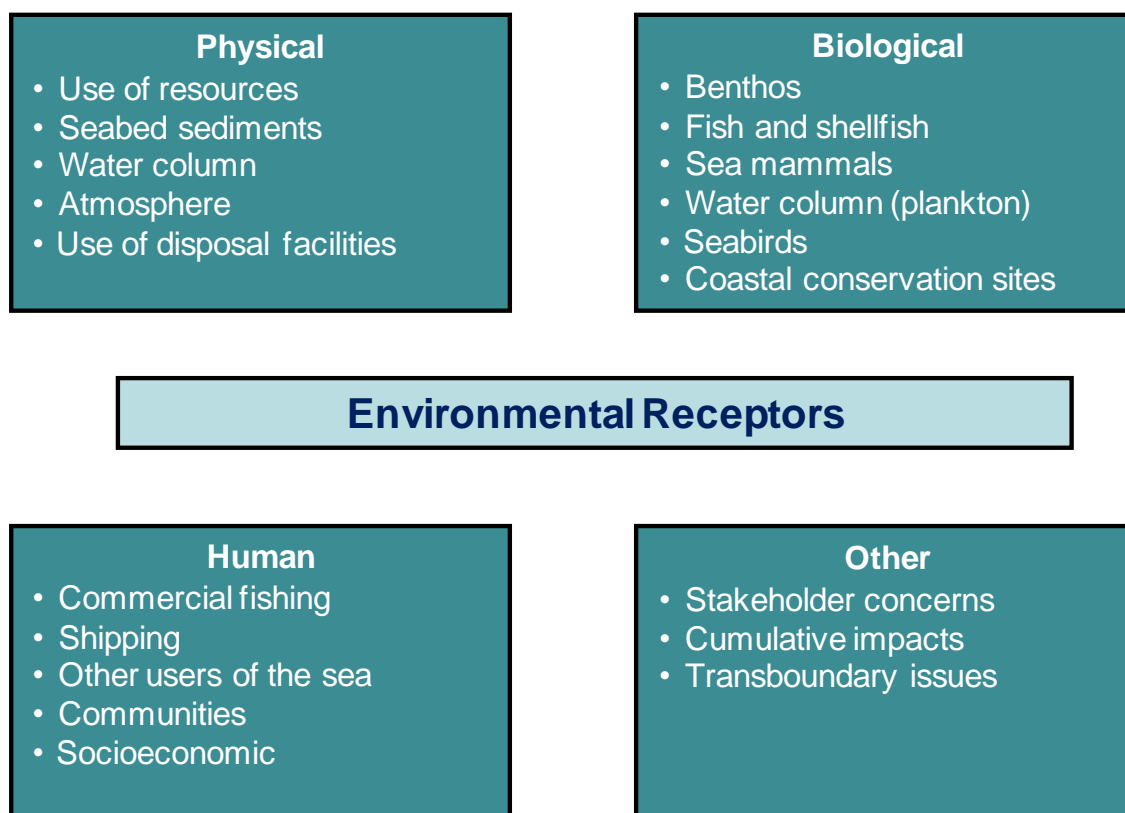 Physical
• Use of resources
• Seabed sediments
• Water column
• Atmosphere
• Use of disposal facilities
Biological
• Benthos
• Fish and shellfish
• Sea mammals
• Water column (plankton)
• Seabirds
• Coastal conservation sites
Environmental Receptors
Human
• Commercial fishing
• Shipping
• Other users of the sea
• Communities
• Socioeconomic
Other
• Stakeholder concerns
• Cumulative impacts
• Transboundary issues